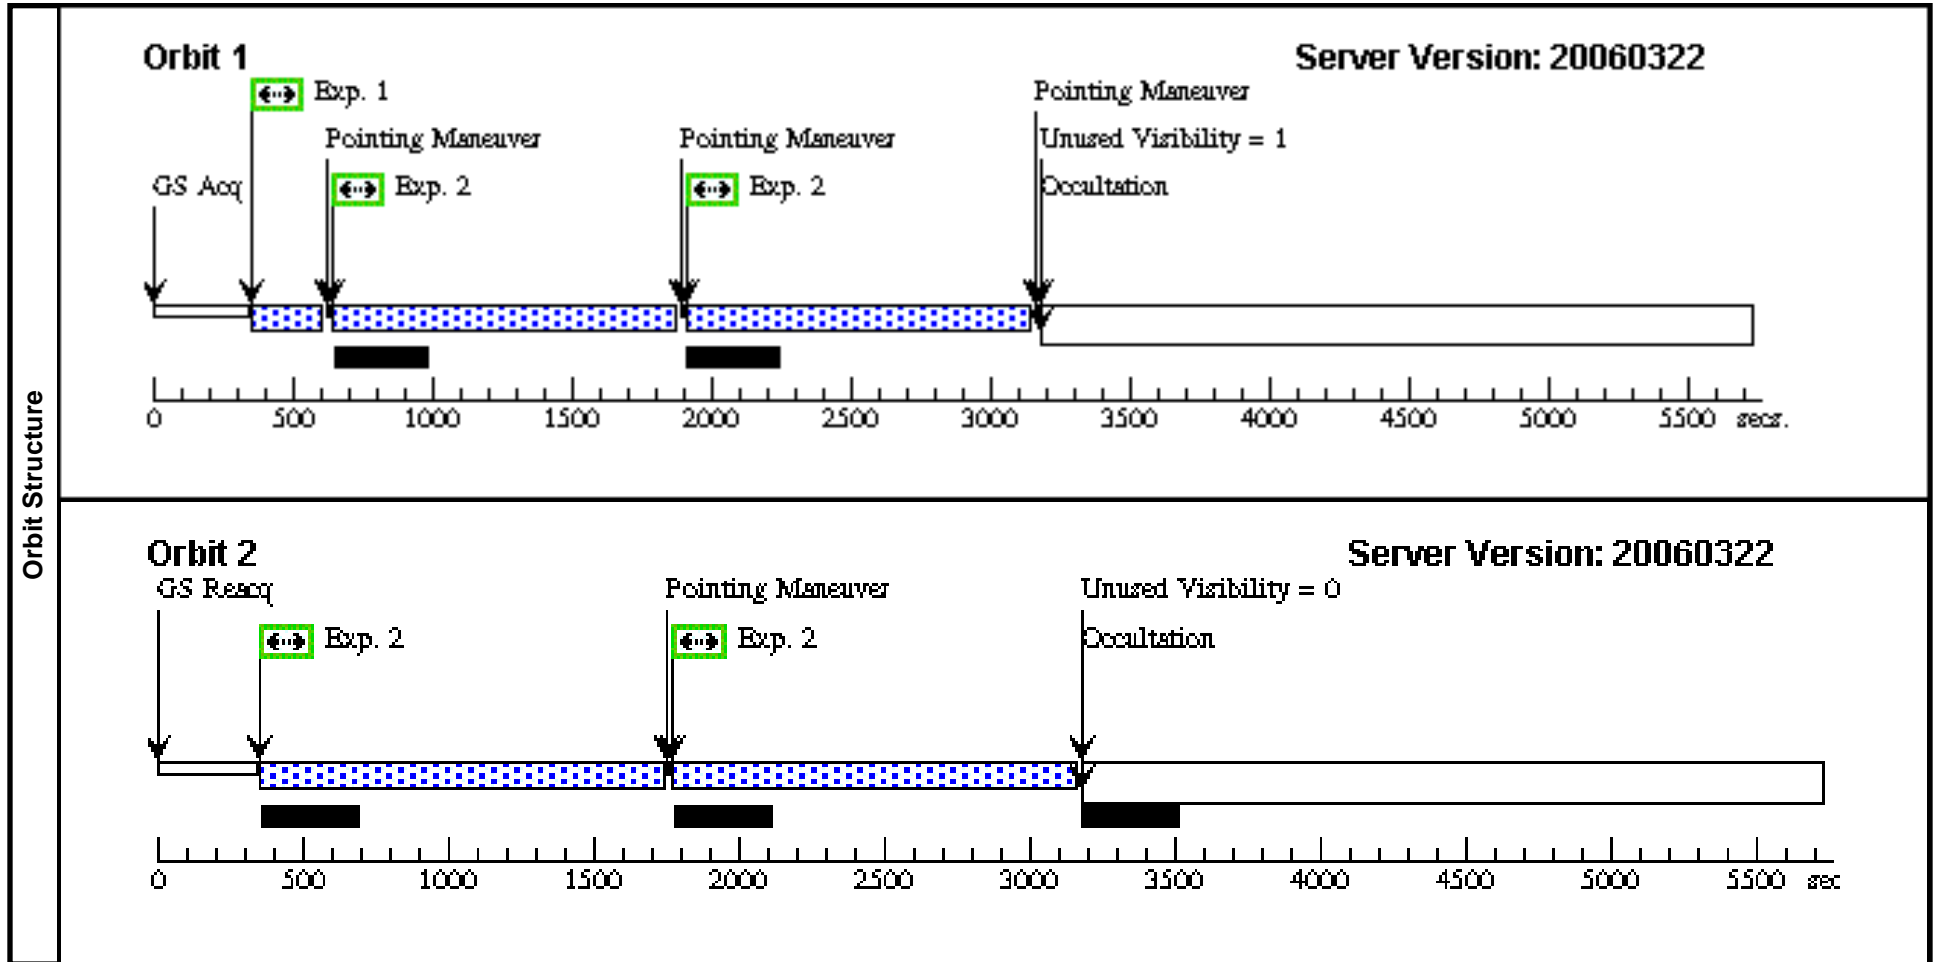 Orbit Structure
Orbit 1
Server Version: 20060322
Exp. 1
Pointing Maneuver
Pointing Maneuver
Pointing Maneuver
Unused Visibility = 1
GS Acq
Exp. 2
Exp. 2
Occultation
0 500 1000 1500 2000 2500 3000 3500 4000 4500 5000 5500 secs.
Orbit 2
Server Version: 20060322
GS Reacq
Pointing Maneuver
Unused Visibility = 0
Exp. 2
Exp. 2
Occultation
0 500 1000 1500 2000 2500 3000 3500 4000 4500 5000 5500 sec